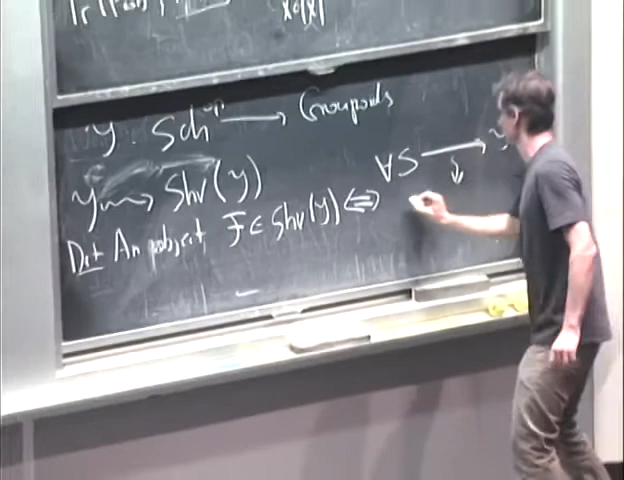 y : Sch^op → Groupoids
y ⇝ Shv(y)
Def An object F ∈ Shv(y) ⇔ ∀S → y
↓